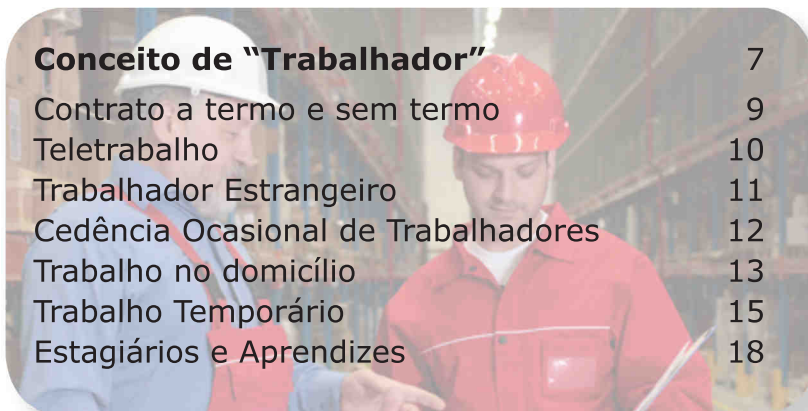 Conceito de “Trabalhador” 7
Contrato a termo e sem termo 9
Teletrabalho 10
Trabalhador Estrangeiro 11
Cedência Ocasional de Trabalhadores 12
Trabalho no domicílio 13
Trabalho Temporário 15
Estagiários e Aprendizes 18